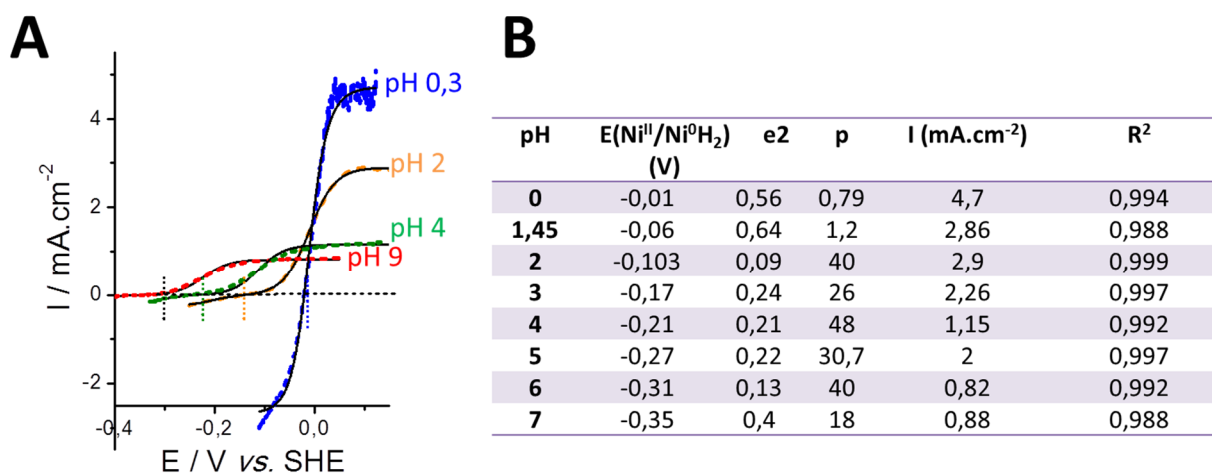 A
B
I / mA.cm⁻²
4
2
0
-2
-0,4
-0,2
0,0
E / V vs. SHE
pH 0,3
pH 2
pH 4
pH 9
pH E(Niᴵᴵ/Ni⁰H₂) (V) e2 p I (mA.cm⁻²) R²
0 -0,01 0,56 0,79 4,7 0,994
1,45 -0,06 0,64 1,2 2,86 0,988
2 -0,103 0,09 40 2,9 0,999
3 -0,17 0,24 26 2,26 0,997
4 -0,21 0,21 48 1,15 0,992
5 -0,27 0,22 30,7 2 0,997
6 -0,31 0,13 40 0,82 0,992
7 -0,35 0,4 18 0,88 0,988